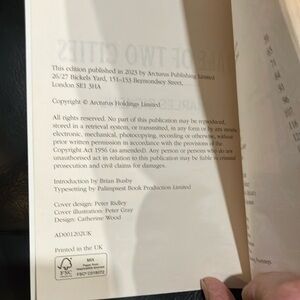 This edition published in 2023 by Arcturus Publishing Limited
26/27 Bickels Yard, 151–153 Bermondsey Street,
London SE1 3HA
Copyright © Arcturus Holdings Limited
All rights reserved. No part of this publication may be reproduced,
stored in a retrieval system, or transmitted, in any form or by any means,
electronic, mechanical, photocopying, recording or otherwise, without
prior written permission in accordance with the provisions of the
Copyright Act 1956 (as amended). Any person or persons who do any
unauthorised act in relation to this publication may be liable to criminal
prosecution and civil claims for damages.
Introduction by Brian Busby
Typesetting by Palimpsest Book Production Limited
Cover design: Peter Ridley
Cover illustration: Peter Gray
Design: Catherine Wood
AD001202UK
Printed in the UK
FSC
MIX